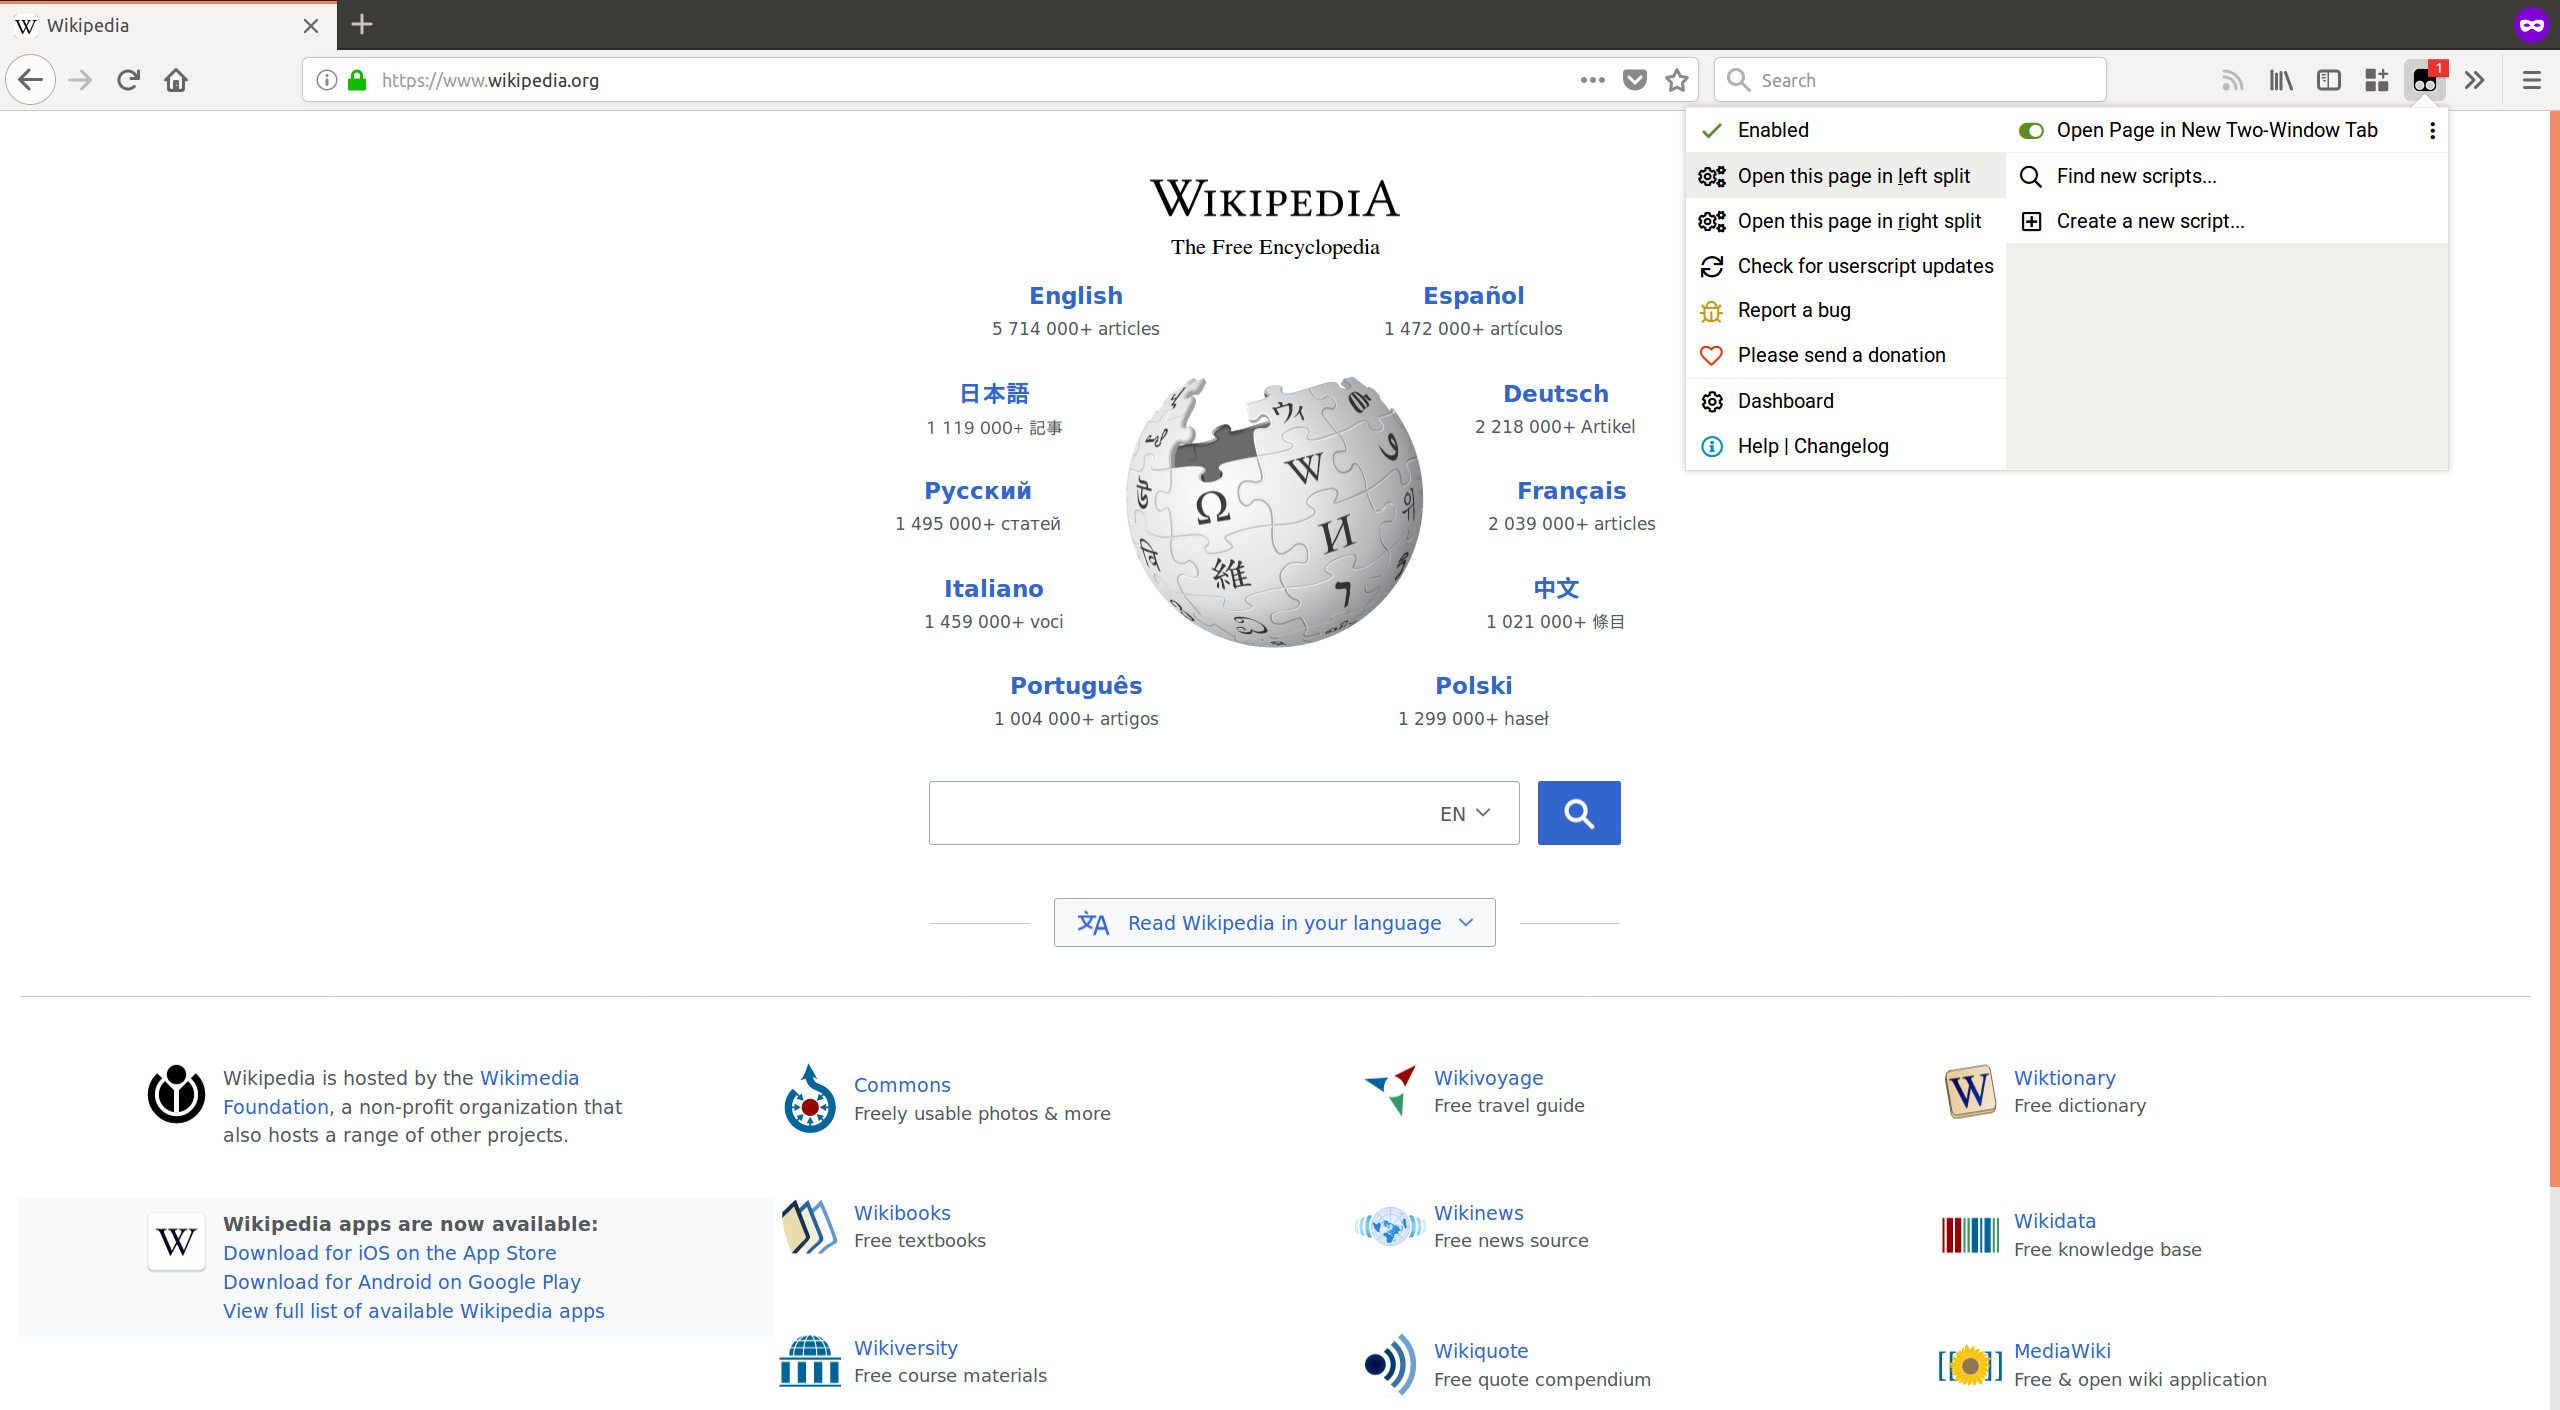 Wikipedia
https://www.wikipedia.org
Search
1
Enabled
Open this page in left split
Open this page in right split
Check for userscript updates
Report a bug
Please send a donation
Dashboard
Help | Changelog
Open Page in New Two-Window Tab
Find new scripts...
Create a new script...
WIKIPEDIA
The Free Encyclopedia
English
5 714 000+ articles
Español
1 472 000+ artículos
日本語
1 119 000+ 記事
Deutsch
2 218 000+ Artikel
Русский
1 495 000+ статей
Français
2 039 000+ articles
Italiano
1 459 000+ voci
中文
1 021 000+ 條目
Português
1 004 000+ artigos
Polski
1 299 000+ haseł
EN
Read Wikipedia in your language
Wikipedia is hosted by the Wikimedia
Foundation, a non-profit organization that
also hosts a range of other projects.
Wikipedia apps are now available:
Download for iOS on the App Store
Download for Android on Google Play
View full list of available Wikipedia apps
Commons
Freely usable photos & more
Wikivoyage
Free travel guide
Wiktionary
Free dictionary
Wikibooks
Free textbooks
Wikinews
Free news source
Wikidata
Free knowledge base
Wikiversity
Free course materials
Wikiquote
Free quote compendium
MediaWiki
Free & open wiki application